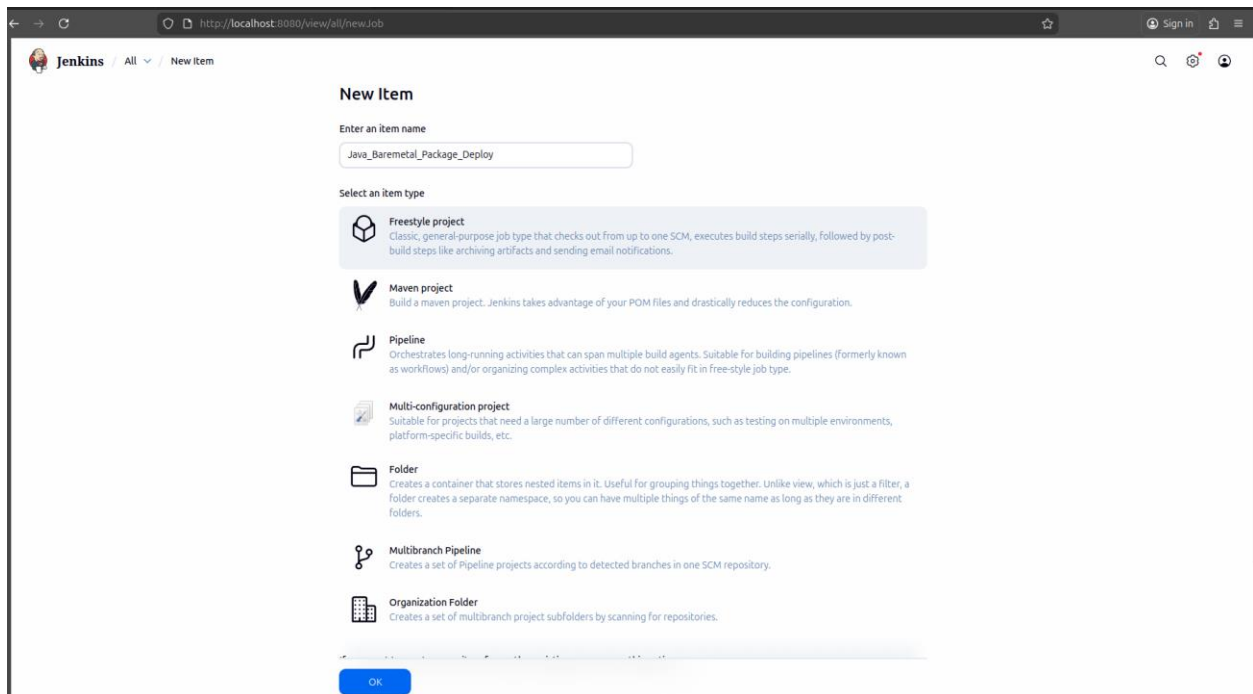 http://localhost:8080/view/all/newJob
Sign in
Jenkins / All / New Item
New Item
Enter an item name
Java_Baremetal_Package_Deploy
Select an item type
Freestyle project
Classic, general-purpose job type that checks out from up to one SCM, executes build steps serially, followed by post-
build steps like archiving artifacts and sending email notifications.
Maven project
Build a maven project. Jenkins takes advantage of your POM files and drastically reduces the configuration.
Pipeline
Orchestrates long-running activities that can span multiple build agents. Suitable for building pipelines (formerly known
as workflows) and/or organizing complex activities that do not easily fit in free-style job type.
Multi-configuration project
Suitable for projects that need a large number of different configurations, such as testing on multiple environments,
platform-specific builds, etc.
Folder
Creates a container that stores nested items in it. Useful for grouping things together. Unlike view, which is just a filter, a
folder creates a separate namespace, so you can have multiple things of the same name as long as they are in different
folders.
Multibranch Pipeline
Creates a set of Pipeline projects according to detected branches in one SCM repository.
Organization Folder
Creates a set of multibranch project subfolders by scanning for repositories.
OK